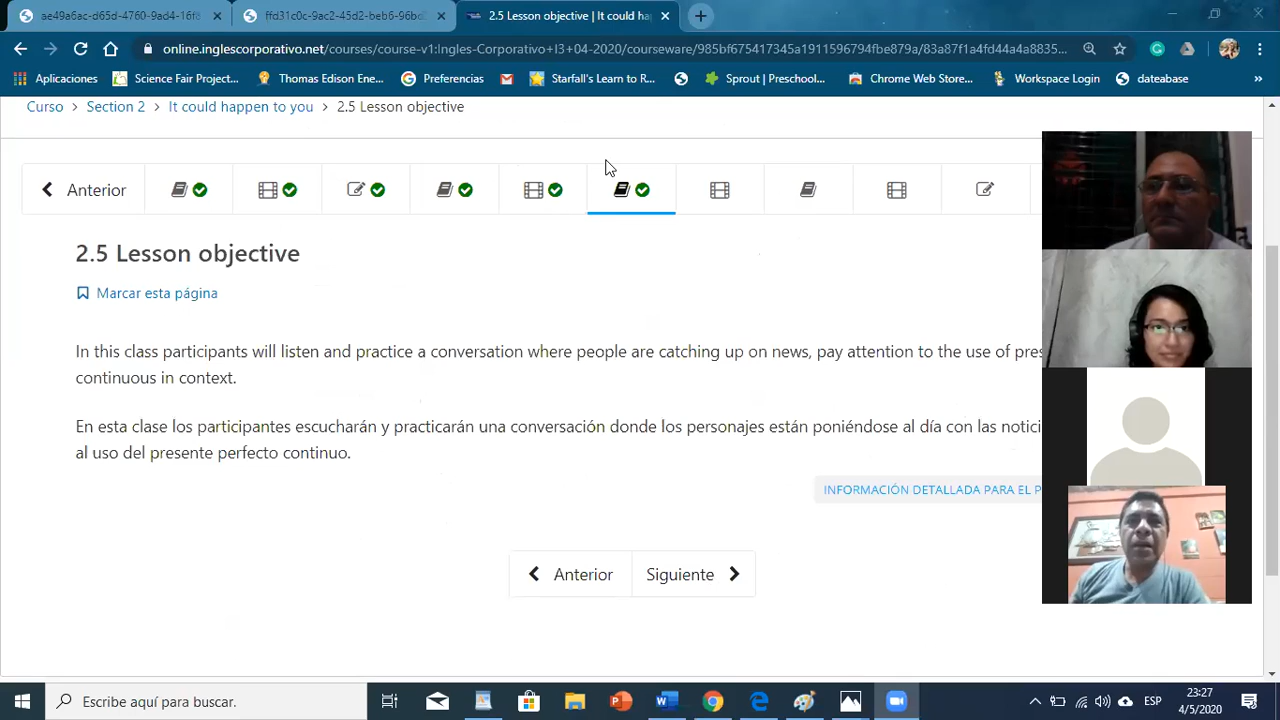 ae49a6ac-d65d-4760-9ad4-16f8
ffd31c0c-9ac2-45d2-beb6-96bd
2.5 Lesson objective | It could ha
online.inglescorporativo.net/courses/course-v1:Ingles-Corporativo+I3+04-2020/courseware/985bf675417345a1911596794fbe879a/83a87f1a4fd44a4a8835...
Aplicaciones
Science Fair Project...
Thomas Edison Ene...
Preferencias
Starfall's Learn to R...
Sprout | Preschool...
Chrome Web Store...
Workspace Login
dateabase
»
Curso
Section 2
It could happen to you
2.5 Lesson objective
Anterior
2.5 Lesson objective
Marcar esta página
In this class participants will listen and practice a conversation where people are catching up on news, pay attention to the use of pres
continuous in context.
En esta clase los participantes escucharán y practicarán una conversación donde los personajes están poniéndose al día con las notici
al uso del presente perfecto continuo.
INFORMACIÓN DETALLADA PARA EL P
Anterior
Siguiente
Escribe aquí para buscar.
ESP
23:27
4/5/2020